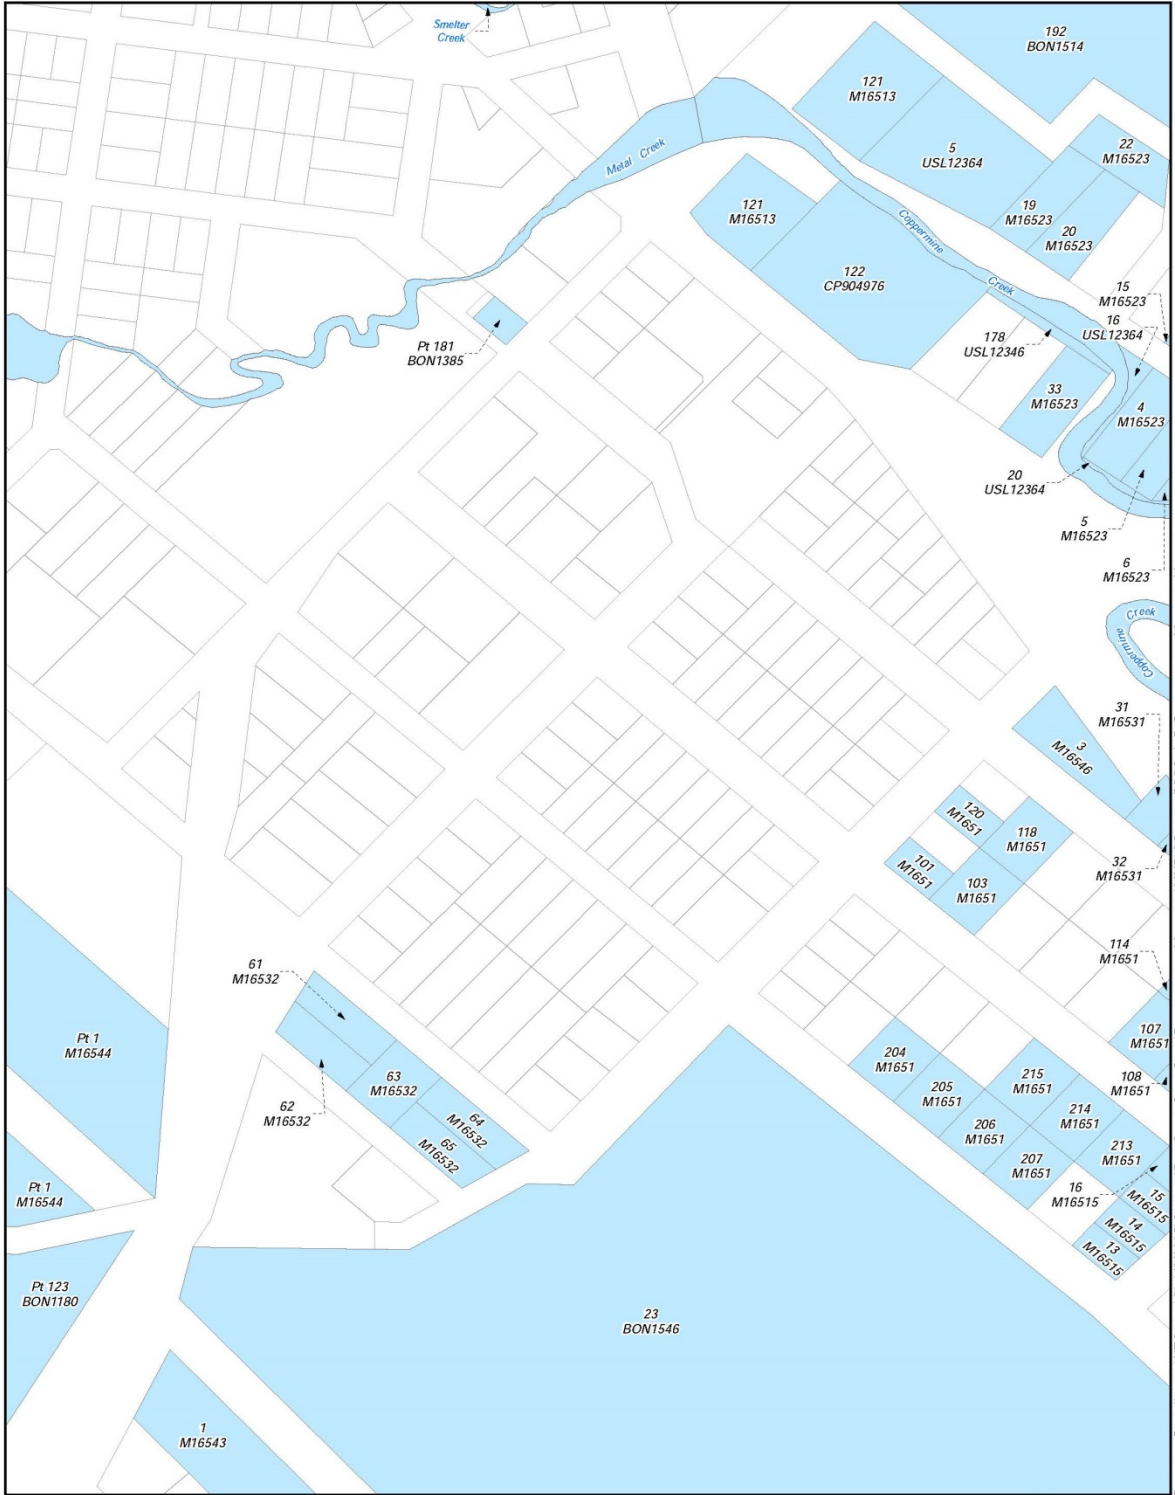 Smelter
Creek
192
BON1514
121
M16513
5
USL12364
22
M16523
Metal Creek
121
M16513
19
M16523
20
M16523
Coppermine
Creek
122
CP904976
15
M16523
16
USL12364
178
USL12346
Pt 181
BON1385
33
M16523
4
M16523
20
USL12364
5
M16523
6
M16523
Creek
Coppermine
31
M16531
3
M16546
120
M1651
118
M1651
101
M1651
103
M1651
32
M16531
114
M1651
61
M16532
Pt 1
M16544
107
M1651
204
M1651
215
M1651
108
M1651
63
M16532
205
M1651
214
M1651
62
M16532
64
M16532
206
M1651
213
M1651
65
M16532
207
M1651
Pt 1
M16544
16
M16515
15
M16515
14
M16515
13
M16515
Pt 123
BON1180
23
BON1546
1
M16543